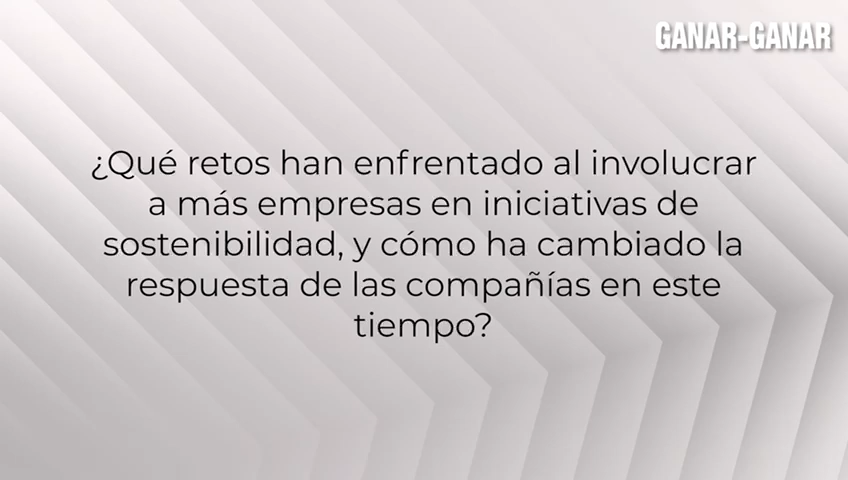 GANAR-GANAR
¿Qué retos han enfrentado al involucrar
a más empresas en iniciativas de
sostenibilidad, y cómo ha cambiado la
respuesta de las compañías en este
tiempo?